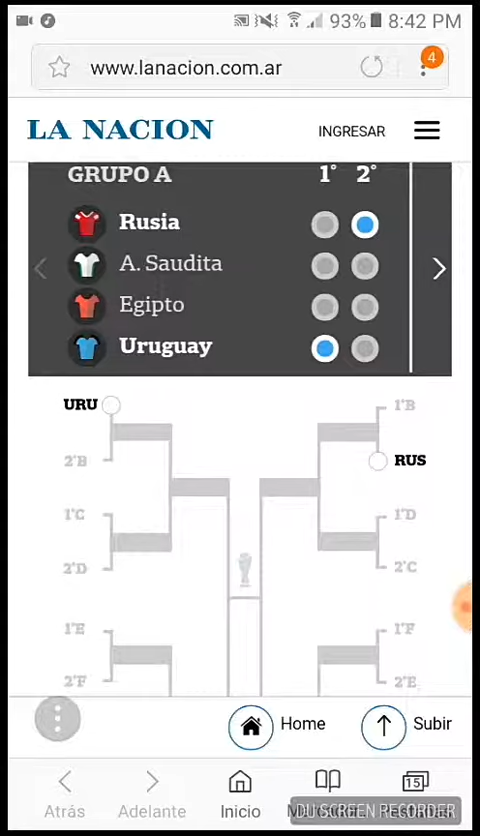 93% 8:42 PM
www.lanacion.com.ar
4
LA NACION
INGRESAR
GRUPO A 1° 2°
Rusia
A. Saudita
Egipto
Uruguay
URU 1°B
2°B RUS
1°C 1°D
2°D 2°C
1°E 1°F
2°F 2°E
Home Subir
15
Atrás Adelante Inicio
DU SCREEN RECORDER